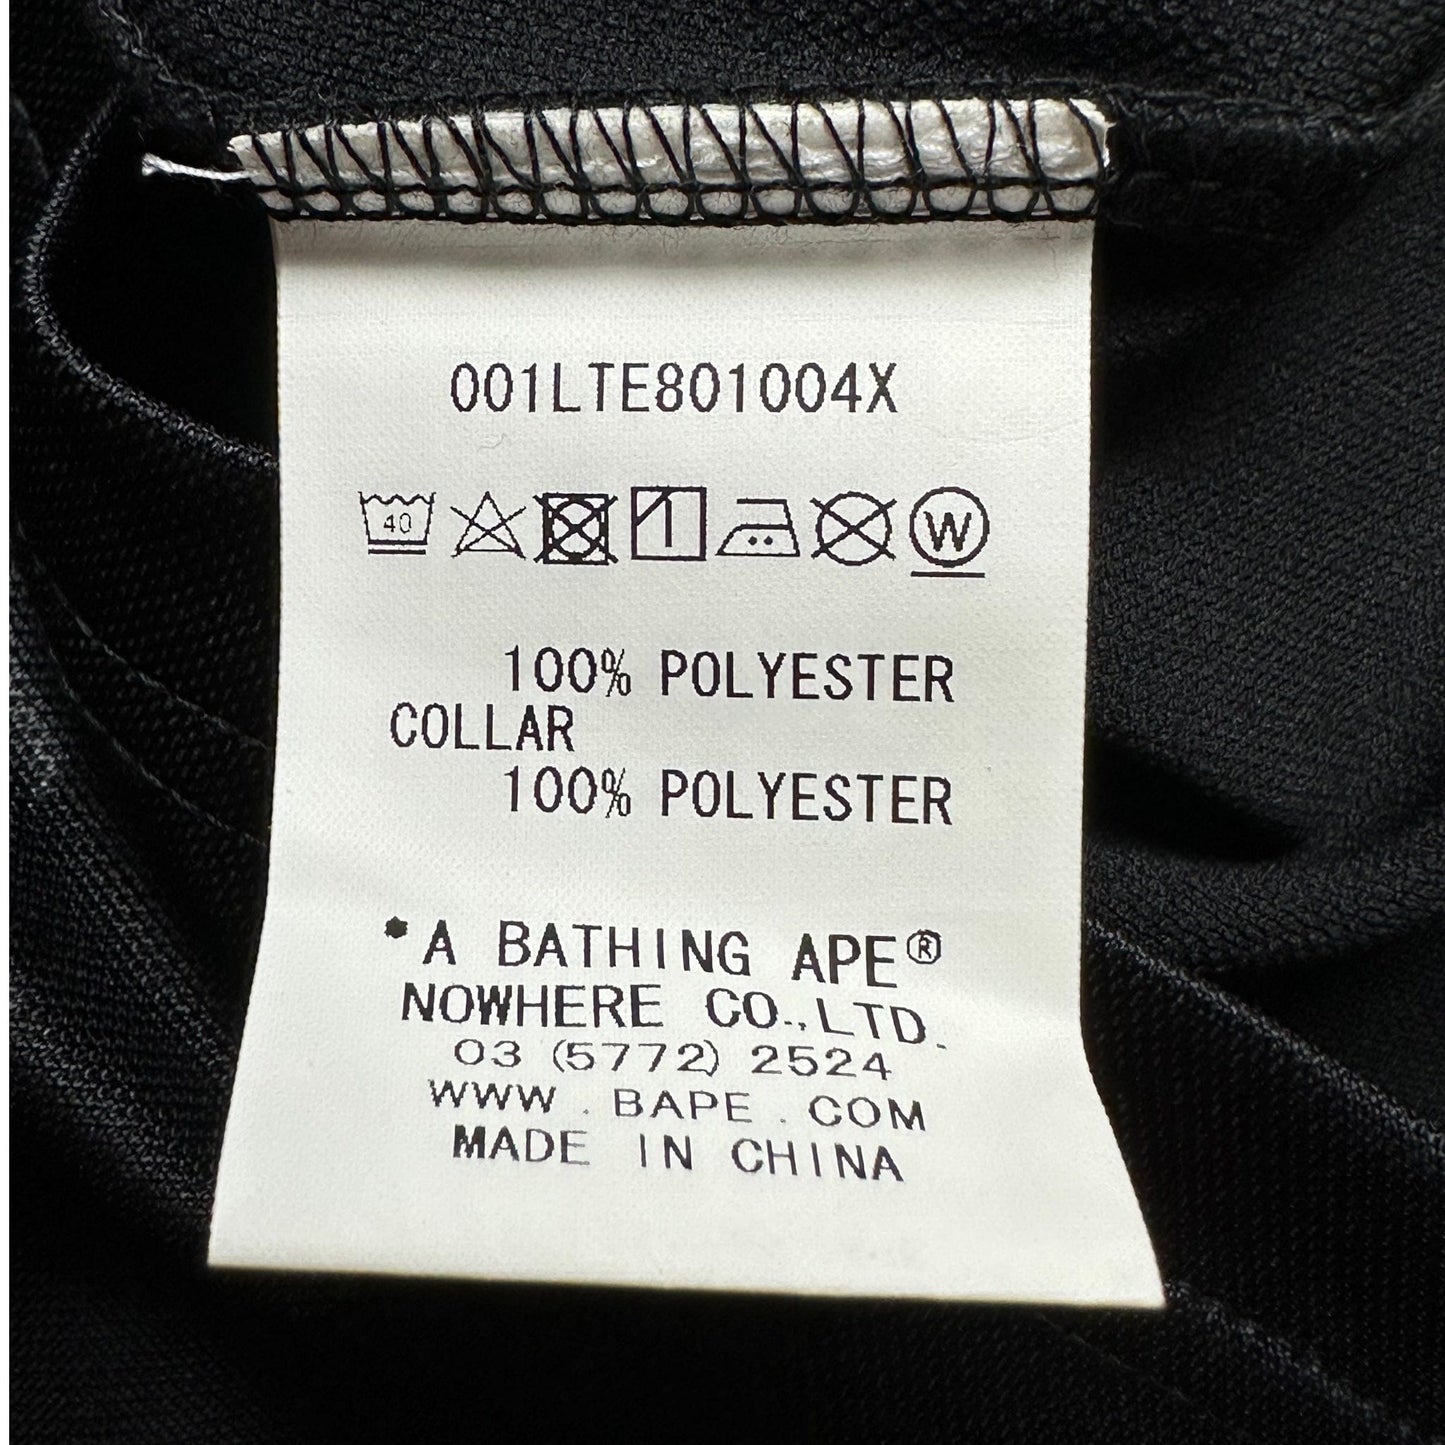 001LTE801004X
40 W
100% POLYESTER
COLLAR
100% POLYESTER
*A BATHING APE®
NOWHERE CO.,LTD.
03 (5772) 2524
WWW.BAPE.COM
MADE IN CHINA